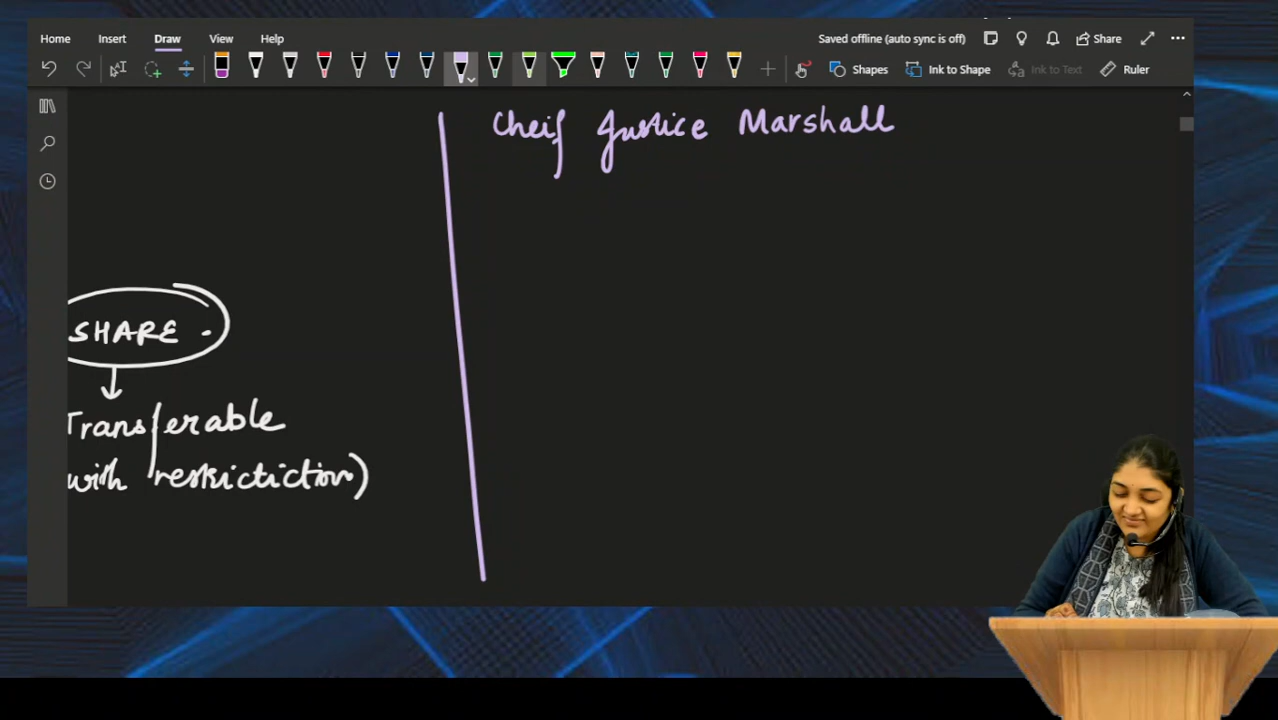 Home Insert Draw View Help Saved offline (auto sync is off) Share
Shapes Ink to Shape Ink to Text Ruler
Cheif Justice Marshall
SHARE
Transferable
with restrictiction)